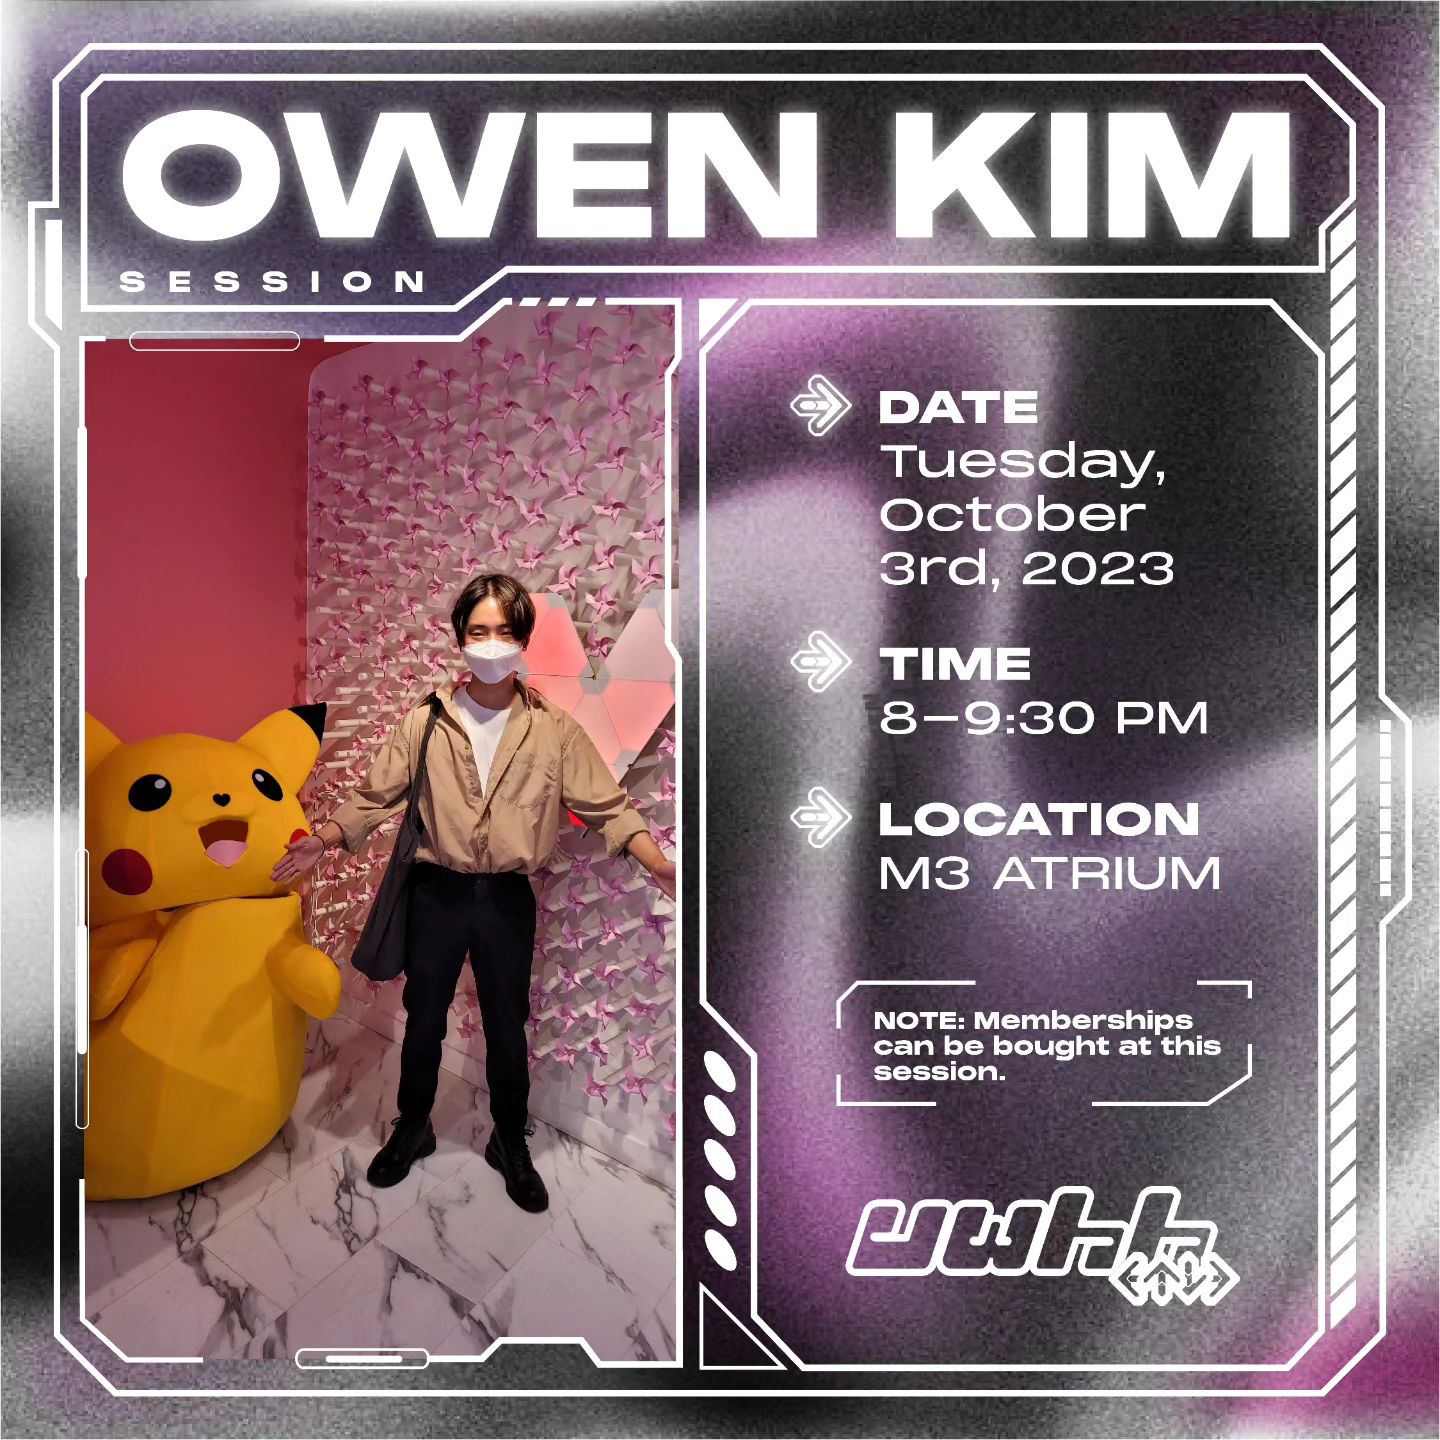 OWEN KIM
SESSION
DATE
Tuesday,
October
3rd, 2023
TIME
8–9:30 PM
LOCATION
M3 ATRIUM
NOTE: Memberships
can be bought at this
session.
uwhh